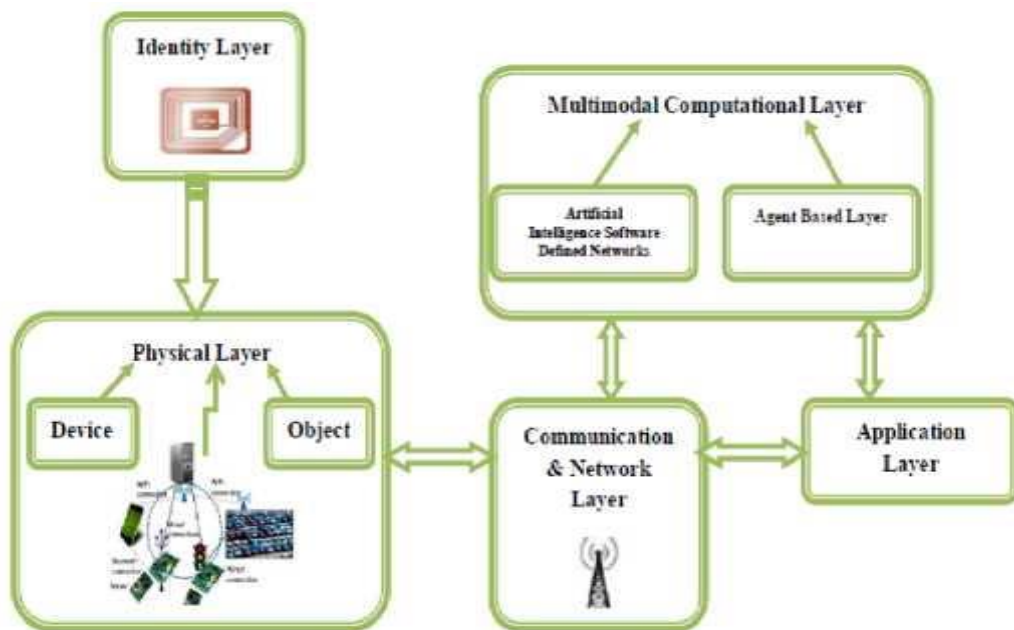 Identity Layer
Multimodal Computational Layer
Artificial
Intelligence Software
Defined Networks
Agent Based Layer
Physical Layer
Device
Object
Communication
& Network
Layer
Application
Layer